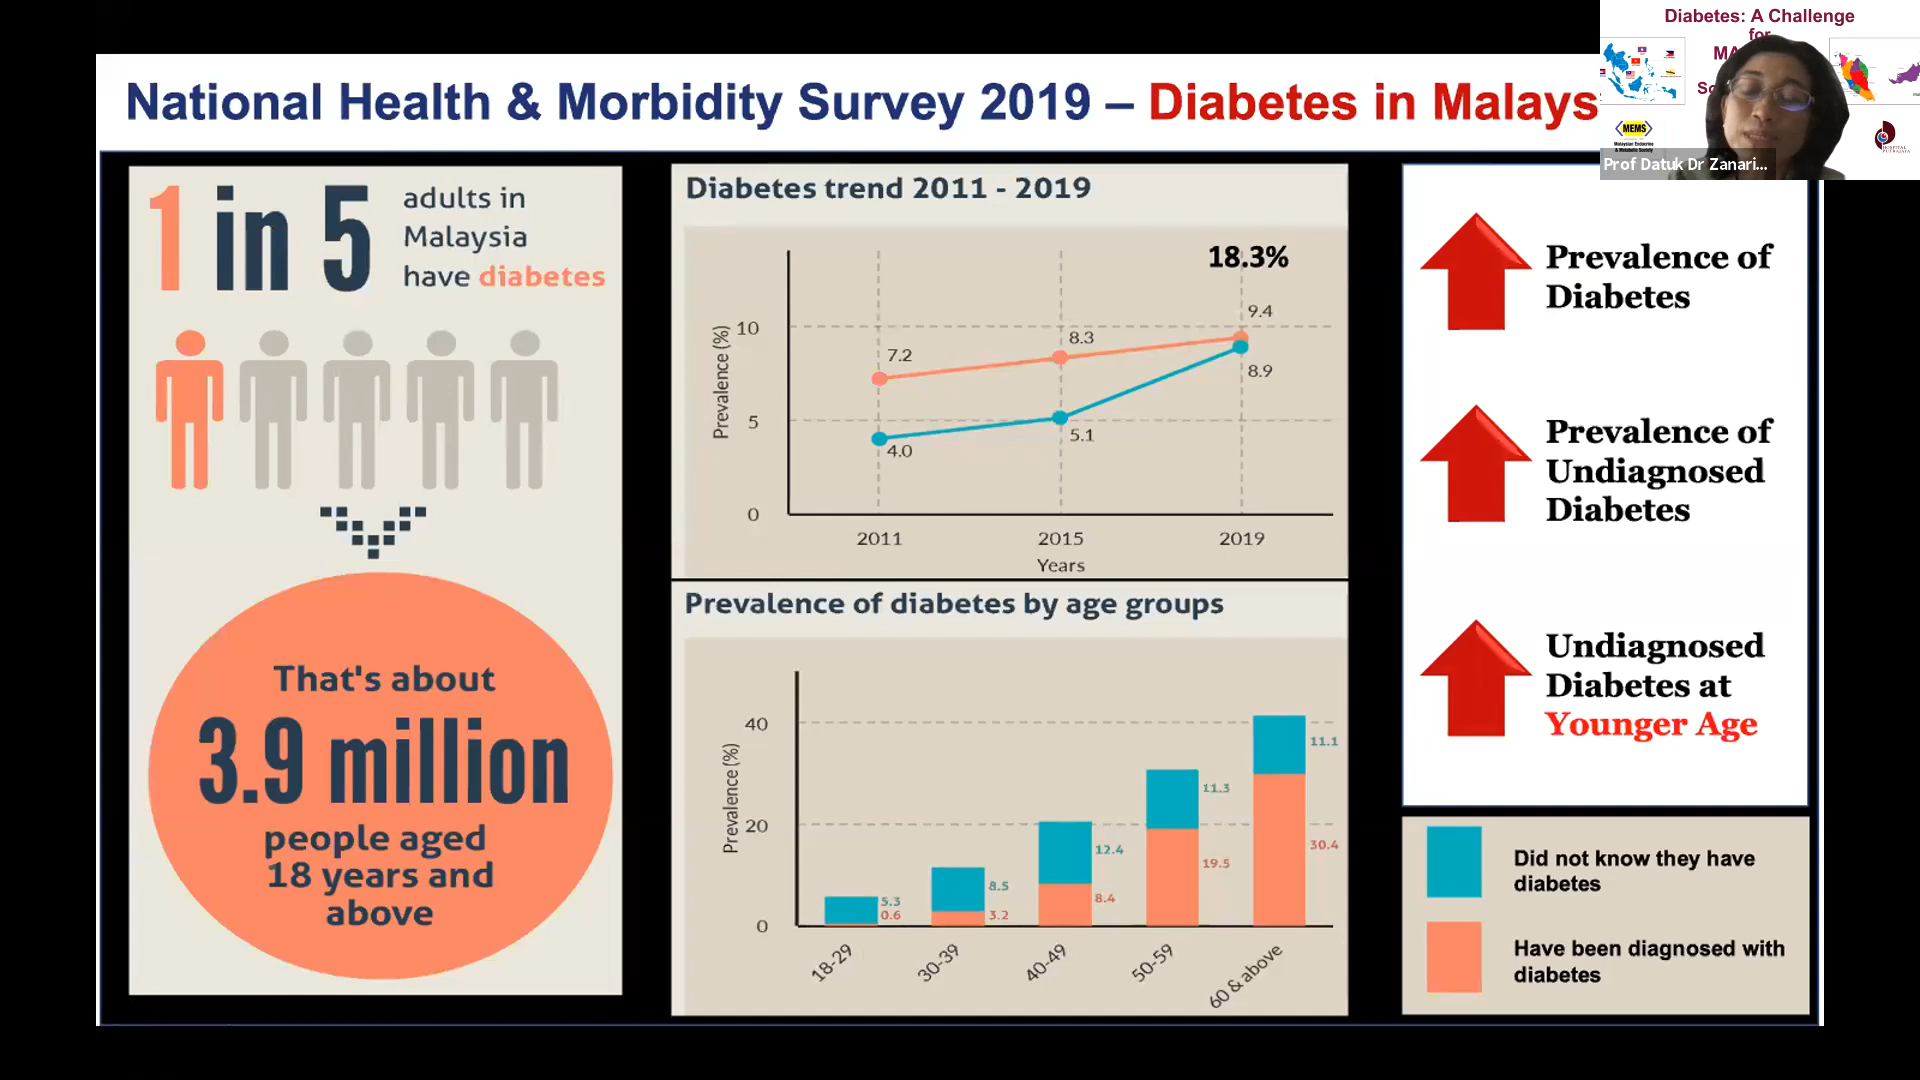 National Health & Morbidity Survey 2019 – Diabetes in Malays
Diabetes: A Challenge
for
MEMS
Malaysian Endocrine
& Metabolic Society
Prof Datuk Dr Zanari...
1 in 5
adults in
Malaysia
have diabetes
That's about
3.9 million
people aged
18 years and
above
Diabetes trend 2011 - 2019
18.3%
Prevalence (%)
10
5
0
7.2
8.3
9.4
4.0
5.1
8.9
2011
2015
2019
Years
Prevalence of diabetes by age groups
Prevalence (%)
40
20
0
5.3
0.6
8.5
3.2
12.4
8.4
11.3
19.5
11.1
30.4
18-29
30-39
40-49
50-59
60 & above
Prevalence of
Diabetes
Prevalence of
Undiagnosed
Diabetes
Undiagnosed
Diabetes at
Younger Age
Did not know they have
diabetes
Have been diagnosed with
diabetes